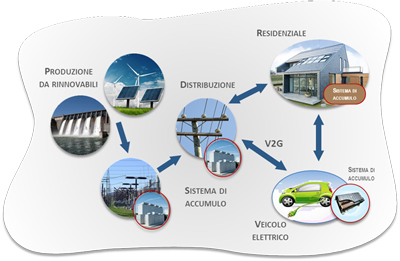 RESIDENZIALE
PRODUZIONE
DA RINNOVABILI
DISTRIBUZIONE
SISTEMA DI
ACCUMULO
V2G
SISTEMA DI
ACCUMULO
SISTEMA DI
ACCUMULO
VEICOLO
ELETTRICO